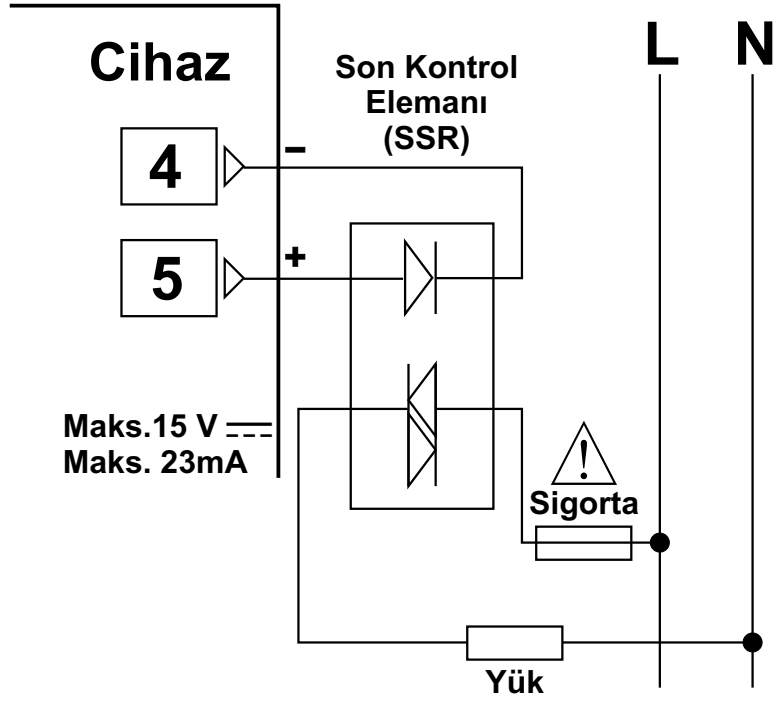 Cihaz
Son Kontrol
Elemanı
(SSR)
L
N
4
−
5
+
Maks.15 V
Maks. 23mA
!
Sigorta
Yük